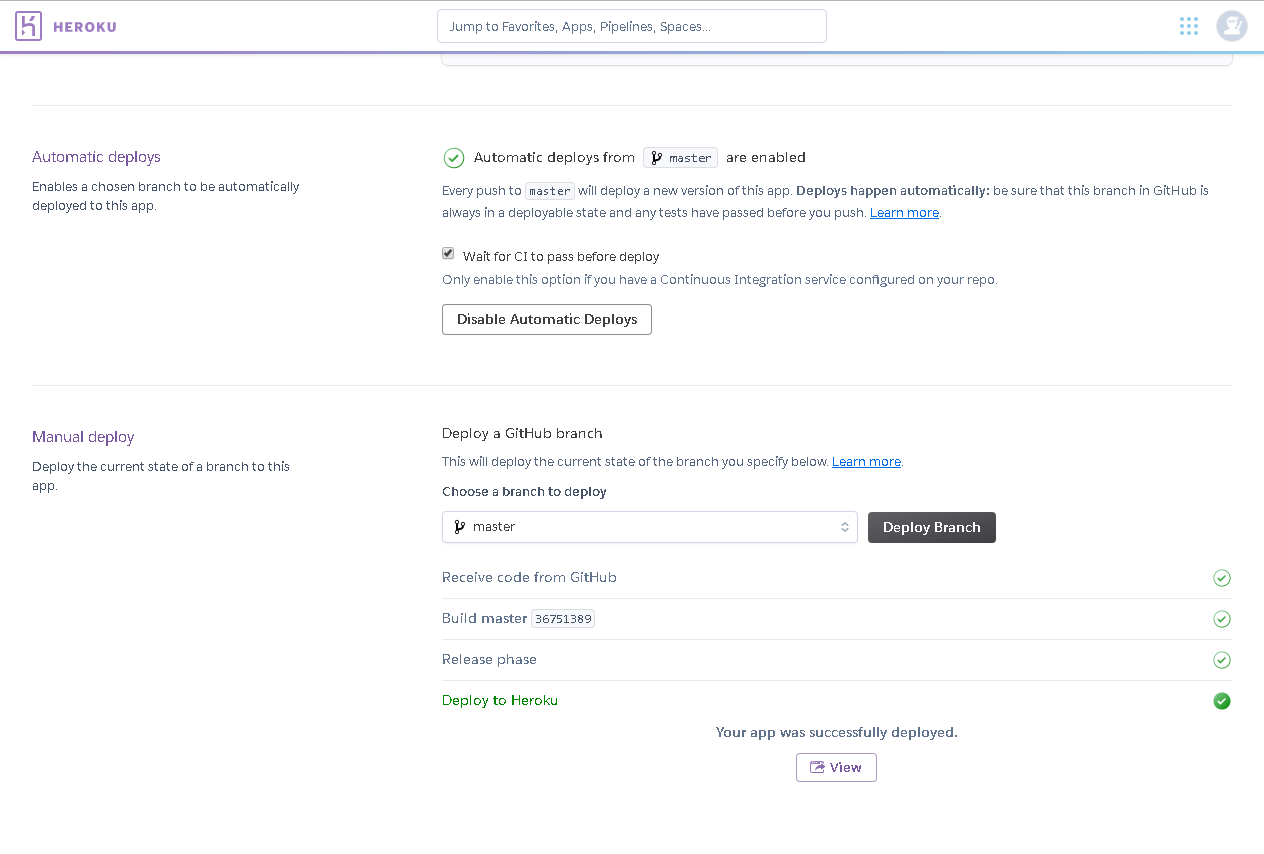 HEROKU
Jump to Favorites, Apps, Pipelines, Spaces...
Automatic deploys
Enables a chosen branch to be automatically
deployed to this app.
Automatic deploys from master are enabled
Every push to master will deploy a new version of this app. Deploys happen automatically: be sure that this branch in GitHub is
always in a deployable state and any tests have passed before you push. Learn more.
Wait for CI to pass before deploy
Only enable this option if you have a Continuous Integration service configured on your repo.
Disable Automatic Deploys
Manual deploy
Deploy the current state of a branch to this
app.
Deploy a GitHub branch
This will deploy the current state of the branch you specify below. Learn more.
Choose a branch to deploy
master
Deploy Branch
Receive code from GitHub
Build master 36751389
Release phase
Deploy to Heroku
Your app was successfully deployed.
View